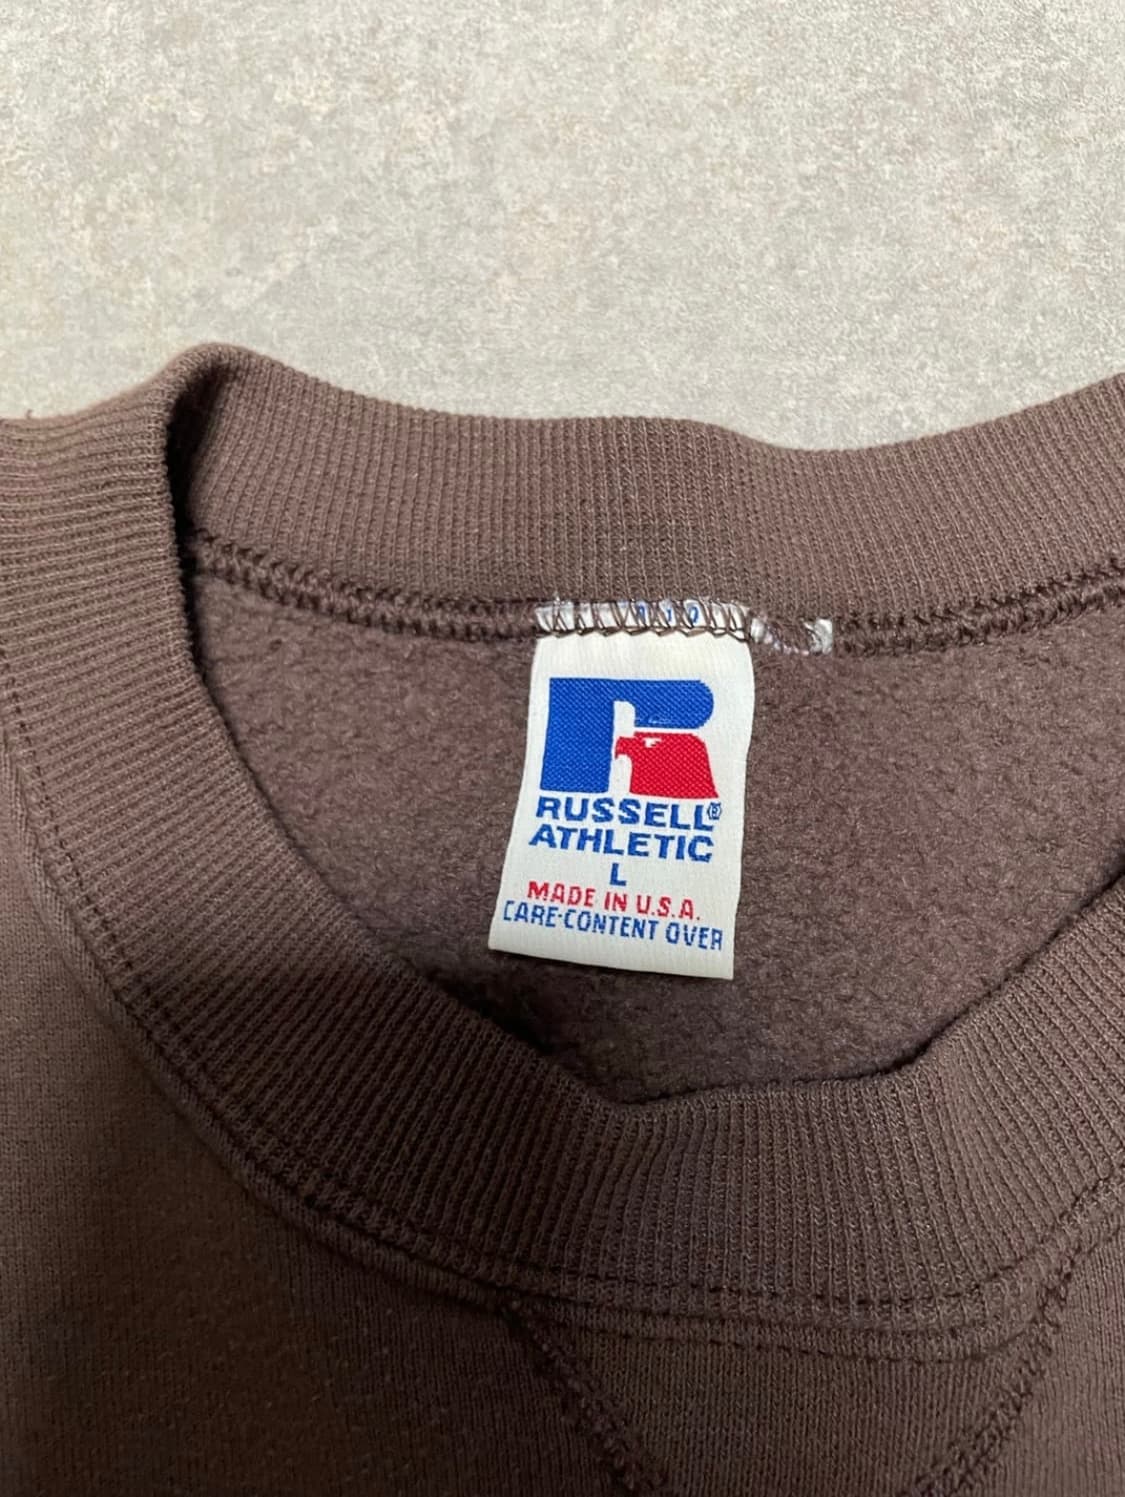 R
RUSSELL®
ATHLETIC
L
MADE IN U.S.A.
CARE·CONTENT OVER